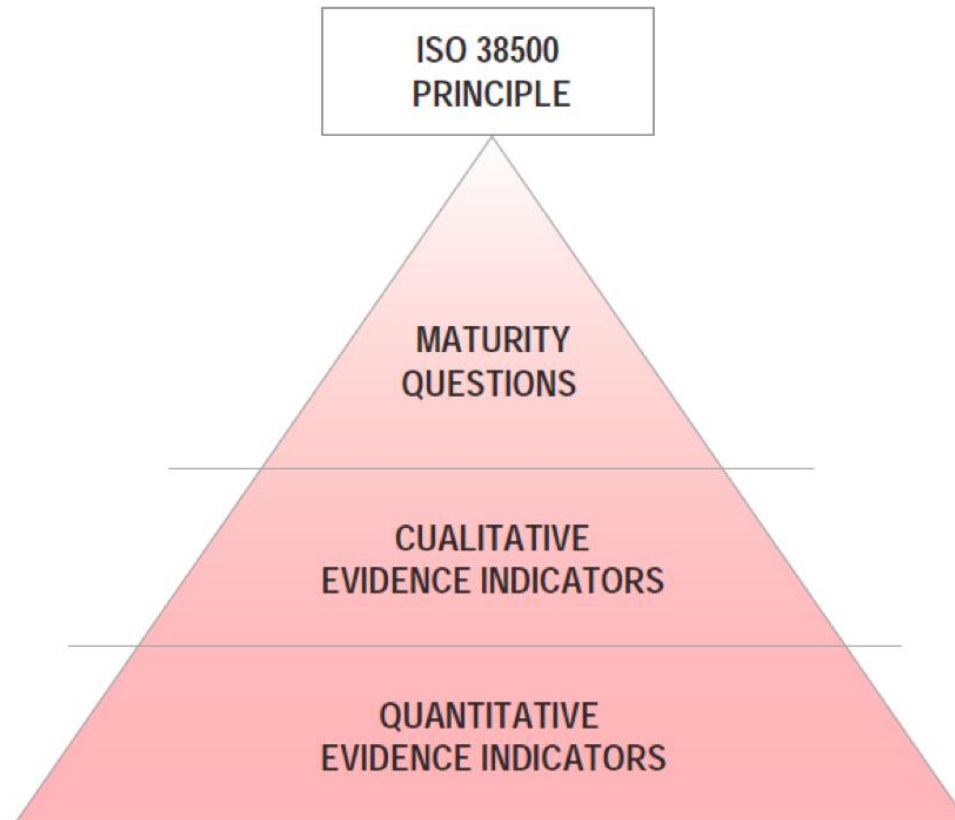 ISO 38500
PRINCIPLE
MATURITY
QUESTIONS
CUALITATIVE
EVIDENCE INDICATORS
QUANTITATIVE
EVIDENCE INDICATORS